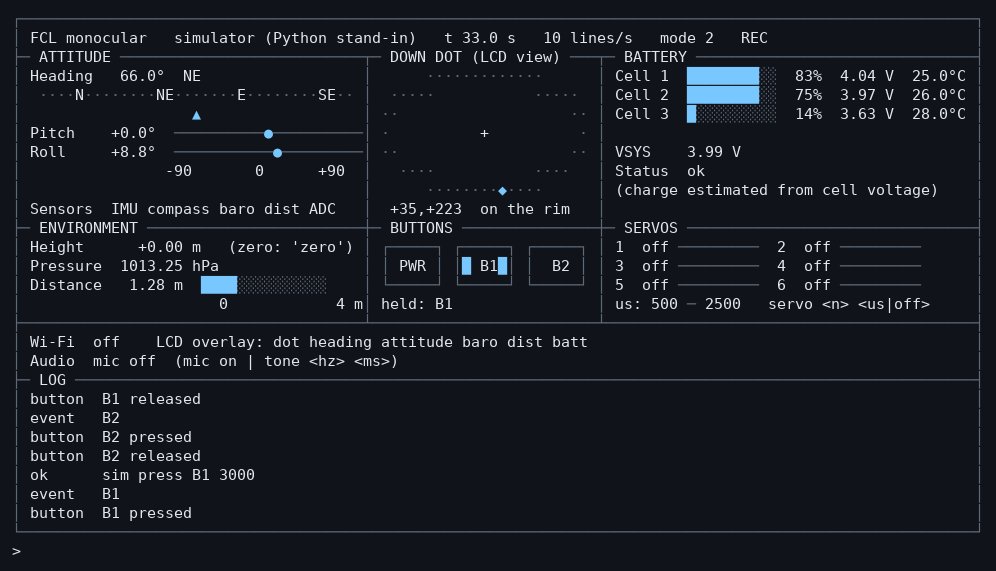 FCL monocular   simulator (Python stand-in)   t 33.0 s   10 lines/s   mode 2   REC
ATTITUDE   DOWN DOT (LCD view)   BATTERY
Heading   66.0°  NE   Cell 1   83%  4.04 V  25.0°C
N   NE   E   SE   Cell 2   75%  3.97 V  26.0°C
Cell 3   14%  3.63 V  28.0°C
Pitch    +0.0°   +
Roll     +8.8°   VSYS    3.99 V
-90   0   +90   Status  ok
(charge estimated from cell voltage)
Sensors  IMU compass baro dist ADC   +35,+223  on the rim
ENVIRONMENT   BUTTONS   SERVOS
Height      +0.00 m   (zero: 'zero')   1  off   2  off
Pressure  1013.25 hPa   PWR   B1   B2   3  off   4  off
Distance   1.28 m   5  off   6  off
0   4 m   held: B1   us: 500 ─ 2500   servo <n> <us|off>
Wi-Fi  off    LCD overlay: dot heading attitude baro dist batt
Audio  mic off  (mic on | tone <hz> <ms>)
LOG
button  B1 released
event   B2
button  B2 pressed
button  B2 released
ok      sim press B1 3000
event   B1
button  B1 pressed
>